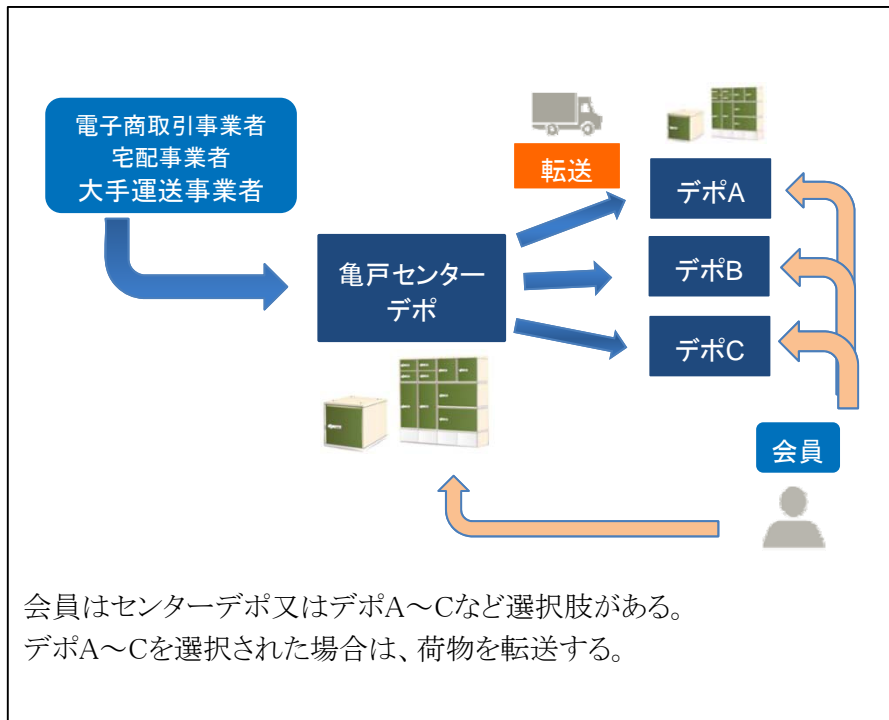 電子商取引事業者
宅配事業者
大手運送事業者
転送
デポA
亀戸センター
デポ
デポB
デポC
会員
会員はセンターデポ又はデポA～Cなど選択肢がある。
デポA～Cを選択された場合は、荷物を転送する。